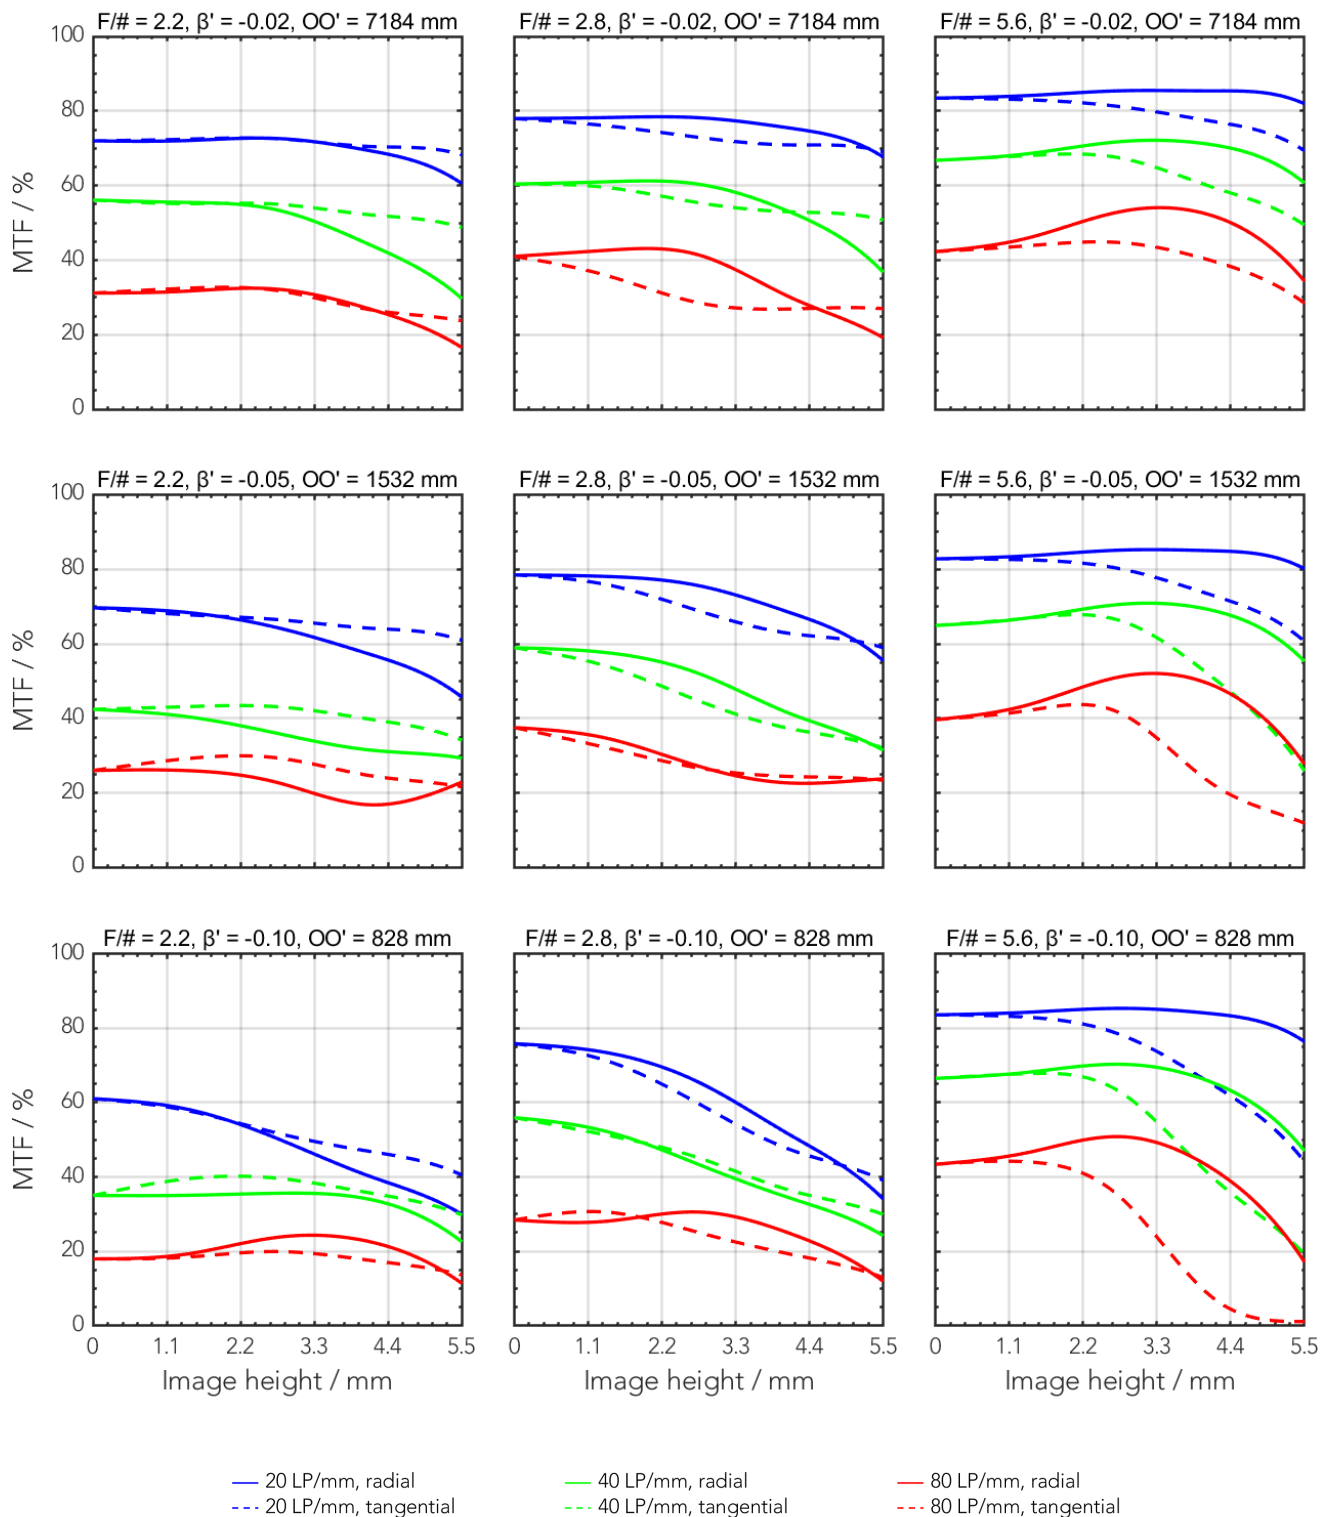 F/# = 2.2, β' = -0.02, OO' = 7184 mm
F/# = 2.8, β' = -0.02, OO' = 7184 mm
F/# = 5.6, β' = -0.02, OO' = 7184 mm
100
80
60
40
20
0
MTF / %
F/# = 2.2, β' = -0.05, OO' = 1532 mm
F/# = 2.8, β' = -0.05, OO' = 1532 mm
F/# = 5.6, β' = -0.05, OO' = 1532 mm
100
80
60
40
20
0
MTF / %
F/# = 2.2, β' = -0.10, OO' = 828 mm
F/# = 2.8, β' = -0.10, OO' = 828 mm
F/# = 5.6, β' = -0.10, OO' = 828 mm
100
80
60
40
20
0
MTF / %
0 1.1 2.2 3.3 4.4 5.5
0 1.1 2.2 3.3 4.4 5.5
0 1.1 2.2 3.3 4.4 5.5
Image height / mm
Image height / mm
Image height / mm
20 LP/mm, radial
40 LP/mm, radial
80 LP/mm, radial
20 LP/mm, tangential
40 LP/mm, tangential
80 LP/mm, tangential